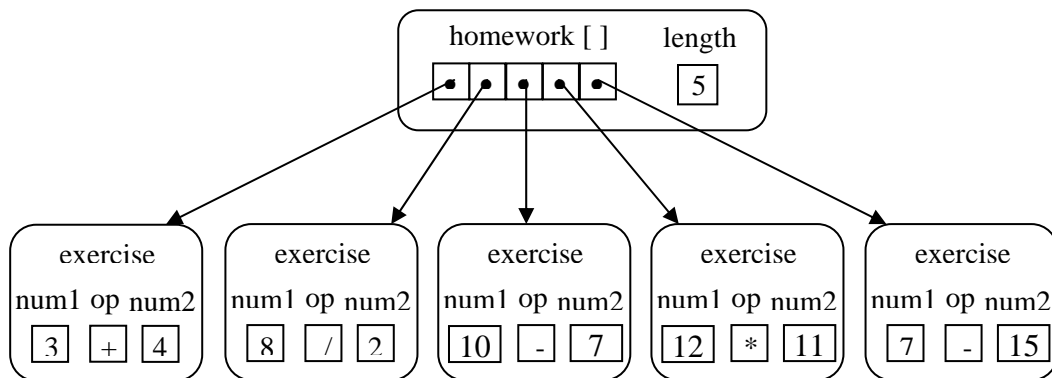 homework [ ] length
5
exercise exercise exercise exercise exercise
num1 op num2 num1 op num2 num1 op num2 num1 op num2 num1 op num2
3 + 4 8 / 2 10 - 7 12 * 11 7 - 15